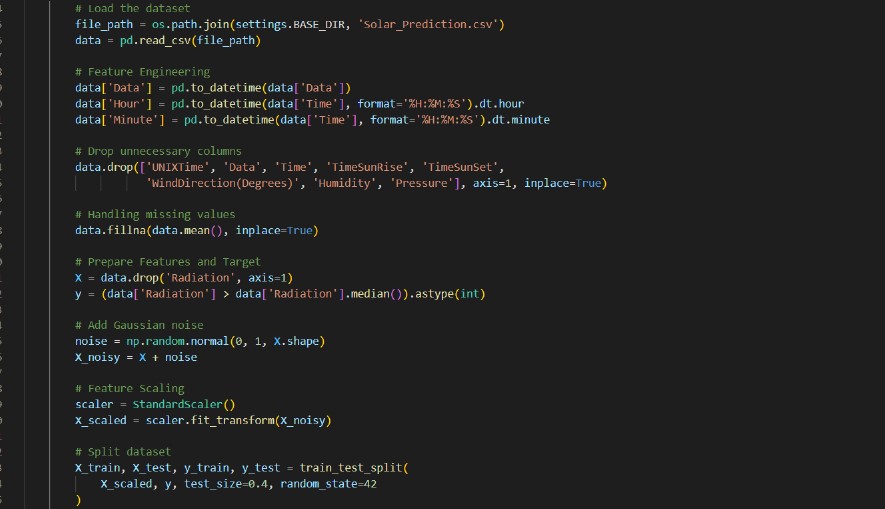 # Load the dataset
file_path = os.path.join(settings.BASE_DIR, 'Solar_Prediction.csv')
data = pd.read_csv(file_path)
# Feature Engineering
data['Data'] = pd.to_datetime(data['Data'])
data['Hour'] = pd.to_datetime(data['Time'], format='%H:%M:%S').dt.hour
data['Minute'] = pd.to_datetime(data['Time'], format='%H:%M:%S').dt.minute
# Drop unnecessary columns
data.drop(['UNIXTime', 'Data', 'Time', 'TimeSunRise', 'TimeSunSet',
'WindDirection(Degrees)', 'Humidity', 'Pressure'], axis=1, inplace=True)
# Handling missing values
data.fillna(data.mean(), inplace=True)
# Prepare Features and Target
X = data.drop('Radiation', axis=1)
y = (data['Radiation'] > data['Radiation'].median()).astype(int)
# Add Gaussian noise
noise = np.random.normal(0, 1, X.shape)
X_noisy = X + noise
# Feature Scaling
scaler = StandardScaler()
X_scaled = scaler.fit_transform(X_noisy)
# Split dataset
X_train, X_test, y_train, y_test = train_test_split(
X_scaled, y, test_size=0.4, random_state=42
)